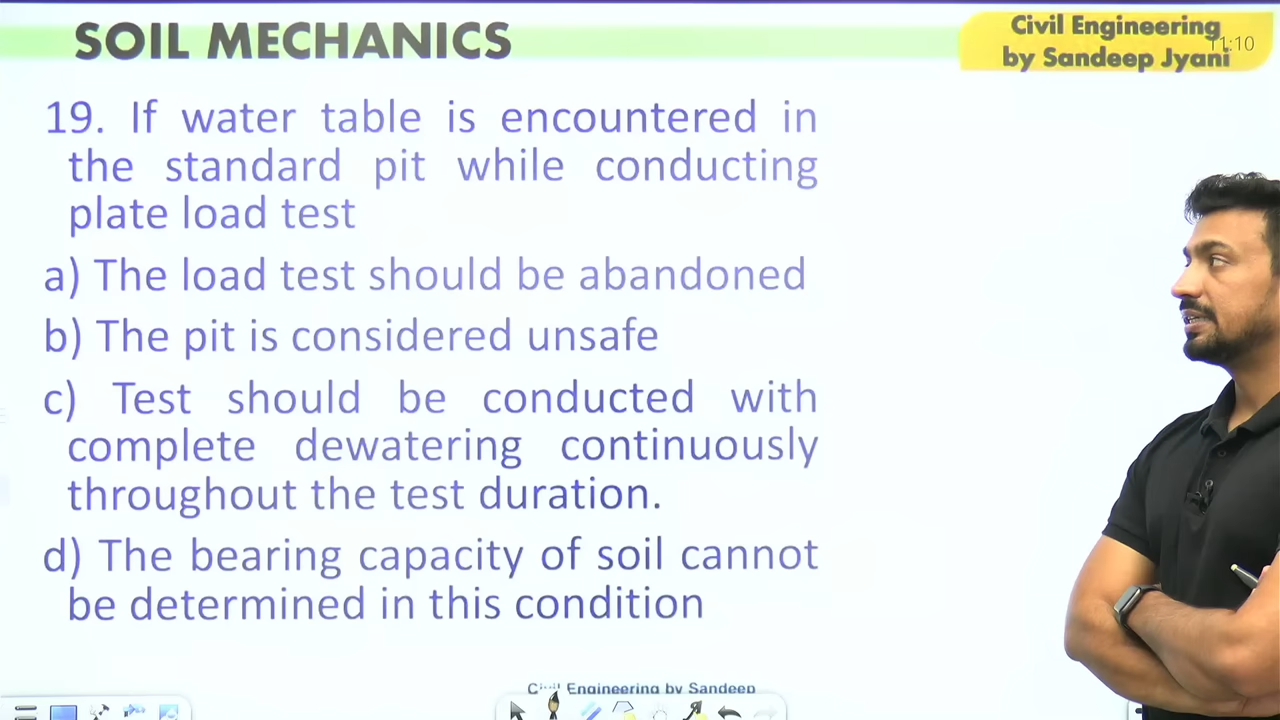 SOIL MECHANICS
Civil Engineering
by Sandeep Jyani
11:10
19. If water table is encountered in
the standard pit while conducting
plate load test
a) The load test should be abandoned
b) The pit is considered unsafe
c) Test should be conducted with
complete dewatering continuously
throughout the test duration.
d) The bearing capacity of soil cannot
be determined in this condition
Civil Engineering by Sandeep